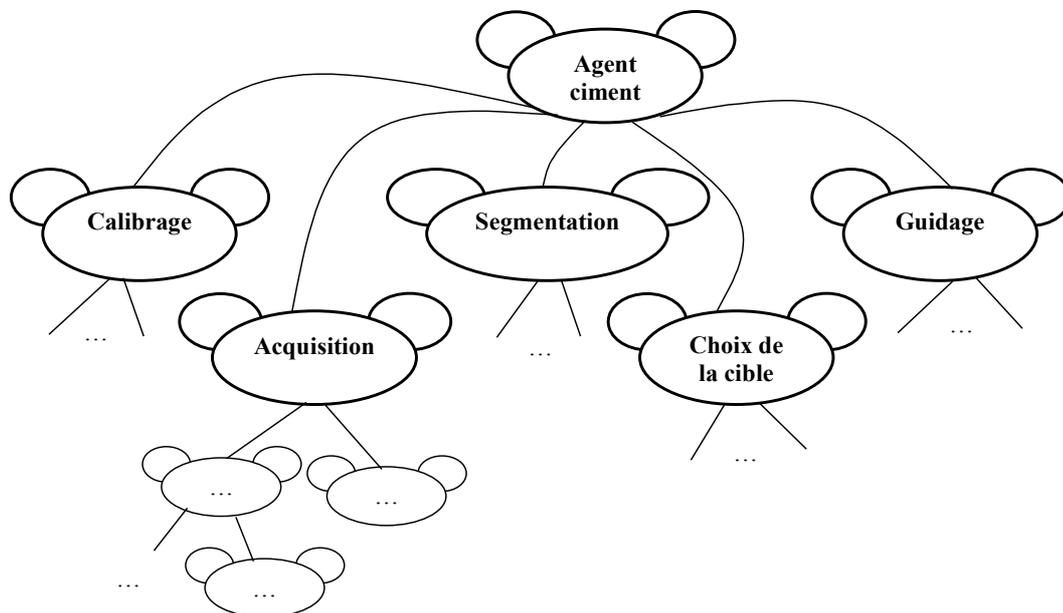 Agent
ciment
Calibrage
Segmentation
Guidage
...
...
...
Acquisition
Choix de
la cible
...
...
...
...
...